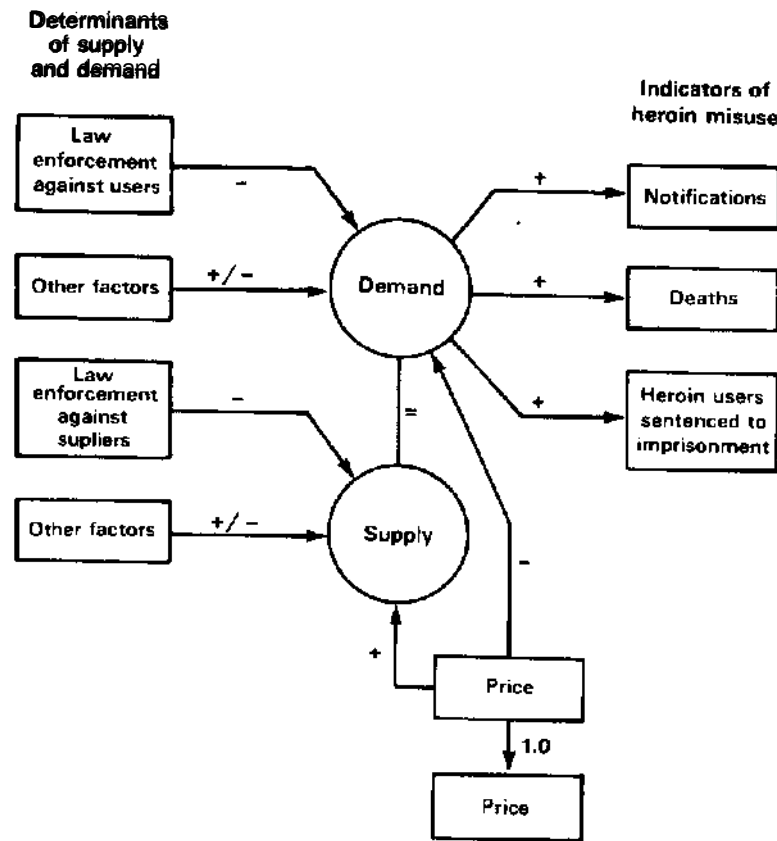 Determinants
of supply
and demand
Indicators of
heroin misuse
Law
enforcement
against users
-
+
Notifications
Other factors
+/-
Demand
+
Deaths
Law
enforcement
against
supliers
-
=
+
Heroin users
sentenced to
imprisonment
Other factors
+/-
Supply
-
+
Price
1.0
Price